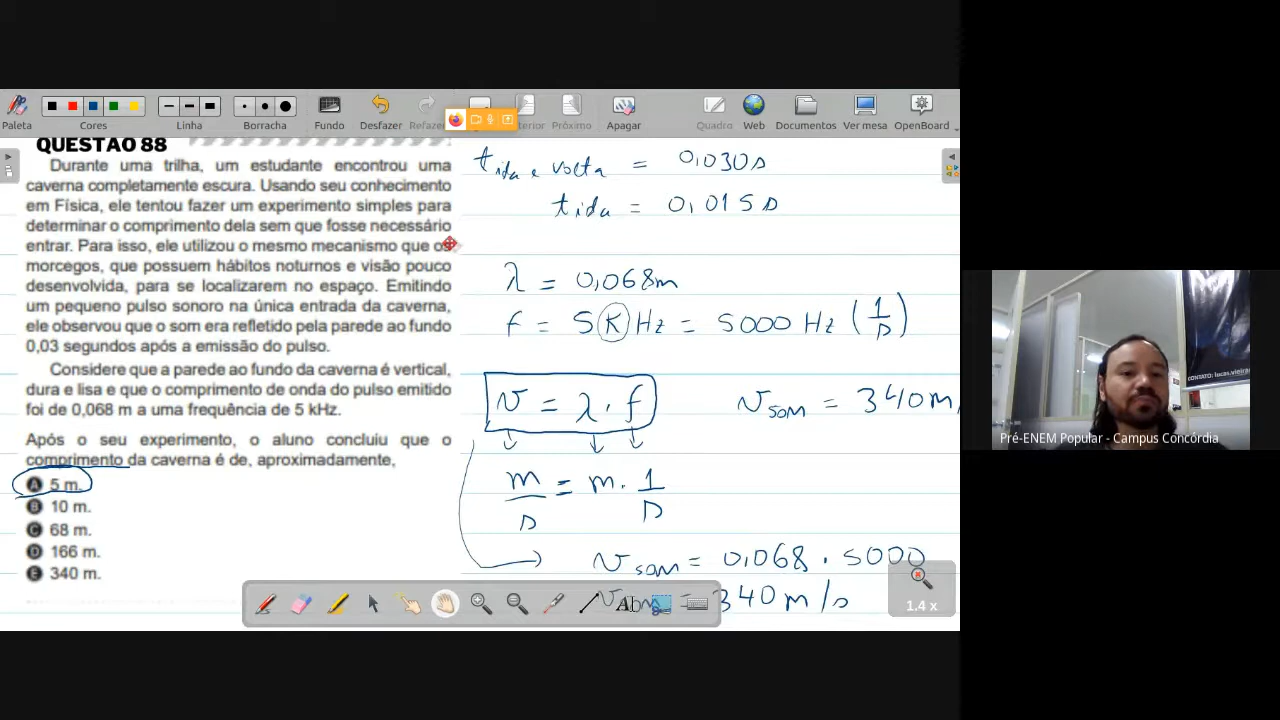 Paleta
Cores
Linha
Borracha
Fundo
Desfazer
Refazer
Próximo
Apagar
Quadro
Web
Documentos
Ver mesa
OpenBoard
QUESTÃO 88
Durante uma trilha, um estudante encontrou uma
caverna completamente escura. Usando seu conhecimento
em Física, ele tentou fazer um experimento simples para
determinar o comprimento dela sem que fosse necessário
entrar. Para isso, ele utilizou o mesmo mecanismo que os
morcegos, que possuem hábitos noturnos e visão pouco
desenvolvida, para se localizarem no espaço. Emitindo
um pequeno pulso sonoro na única entrada da caverna,
ele observou que o som era refletido pela parede ao fundo
0,03 segundos após a emissão do pulso.
Considere que a parede ao fundo da caverna é vertical,
dura e lisa e que o comprimento de onda do pulso emitido
foi de 0,068 m a uma frequência de 5 kHz.
Após o seu experimento, o aluno concluiu que o
comprimento da caverna é de, aproximadamente,
A 5 m.
B 10 m.
C 68 m.
D 166 m.
E 340 m.
t ida e volta = 0,030 s
t ida = 0,015 s
λ = 0,068m
f = 5 K Hz = 5000 Hz (1/s)
v = λ . f
v som = 340 m
m/s = m . 1/s
v som = 0,068 . 5000
= 340 m/s
1.4 x
CONTATO: lucas.vieira
Pré-ENEM Popular - Campus Concórdia